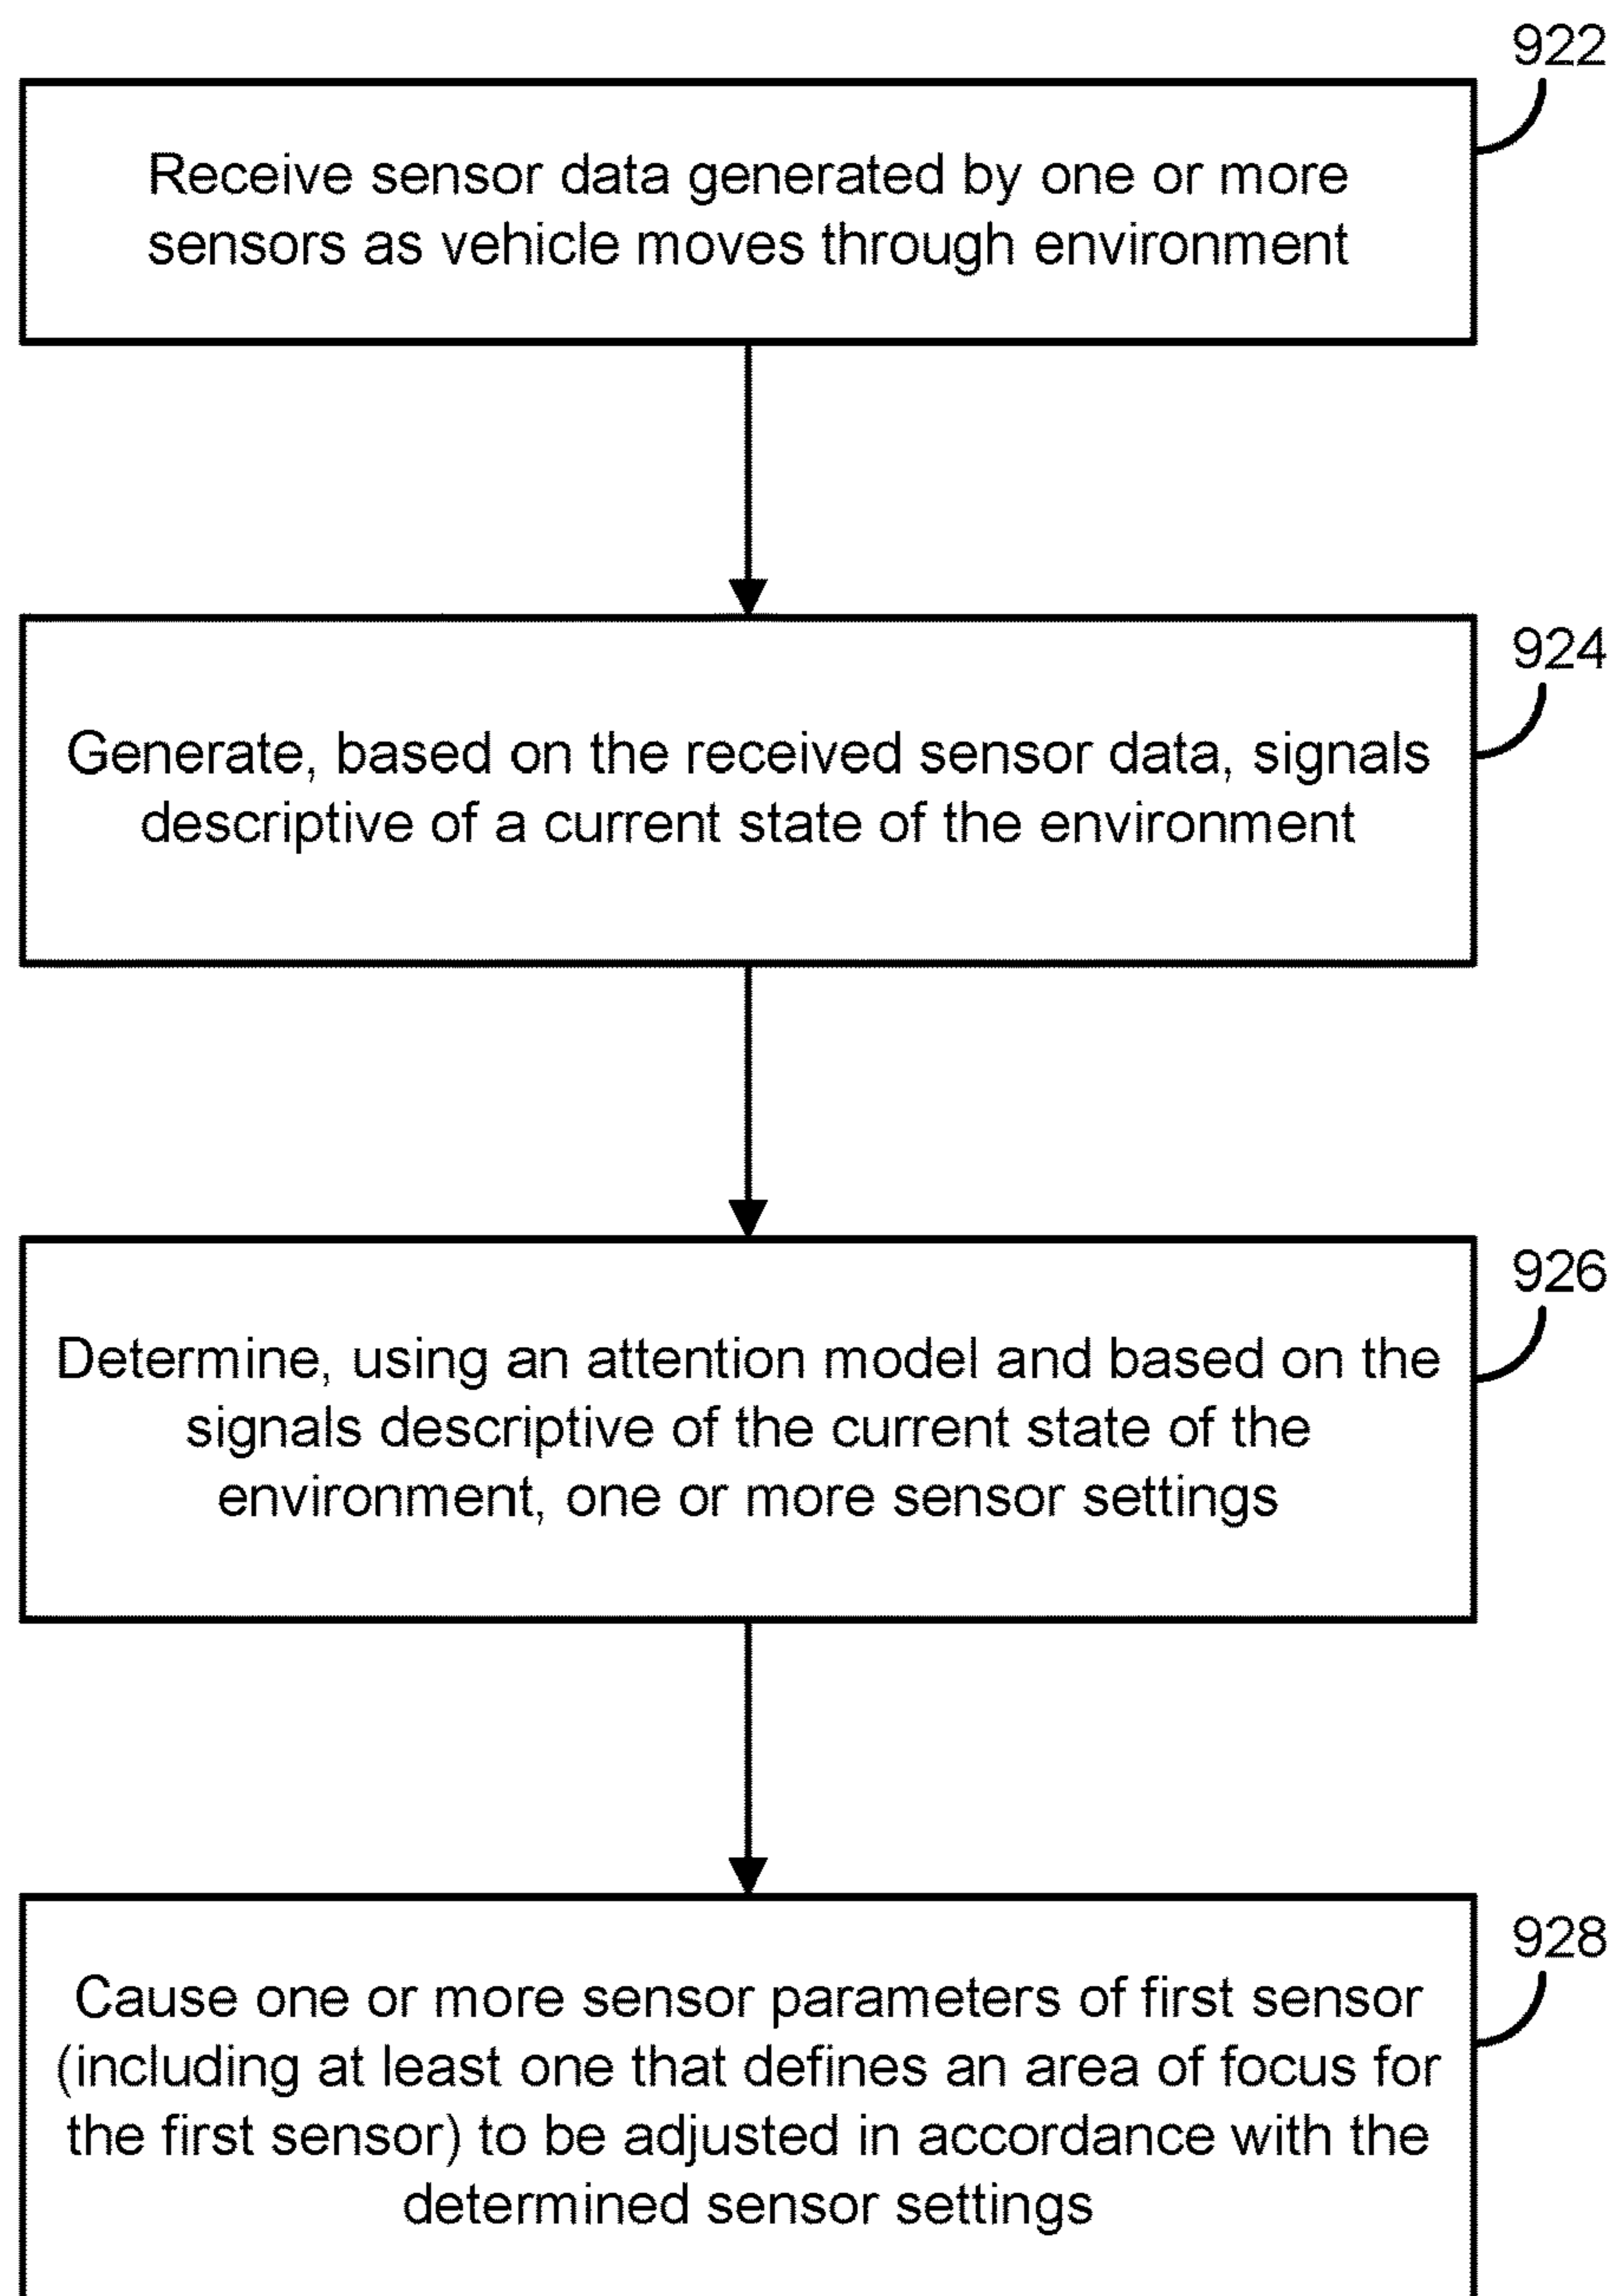 922
Receive sensor data generated by one or more
sensors as vehicle moves through environment
924
Generate, based on the received sensor data, signals
descriptive of a current state of the environment
926
Determine, using an attention model and based on the
signals descriptive of the current state of the
environment, one or more sensor settings
928
Cause one or more sensor parameters of first sensor
(including at least one that defines an area of focus for
the first sensor) to be adjusted in accordance with the
determined sensor settings